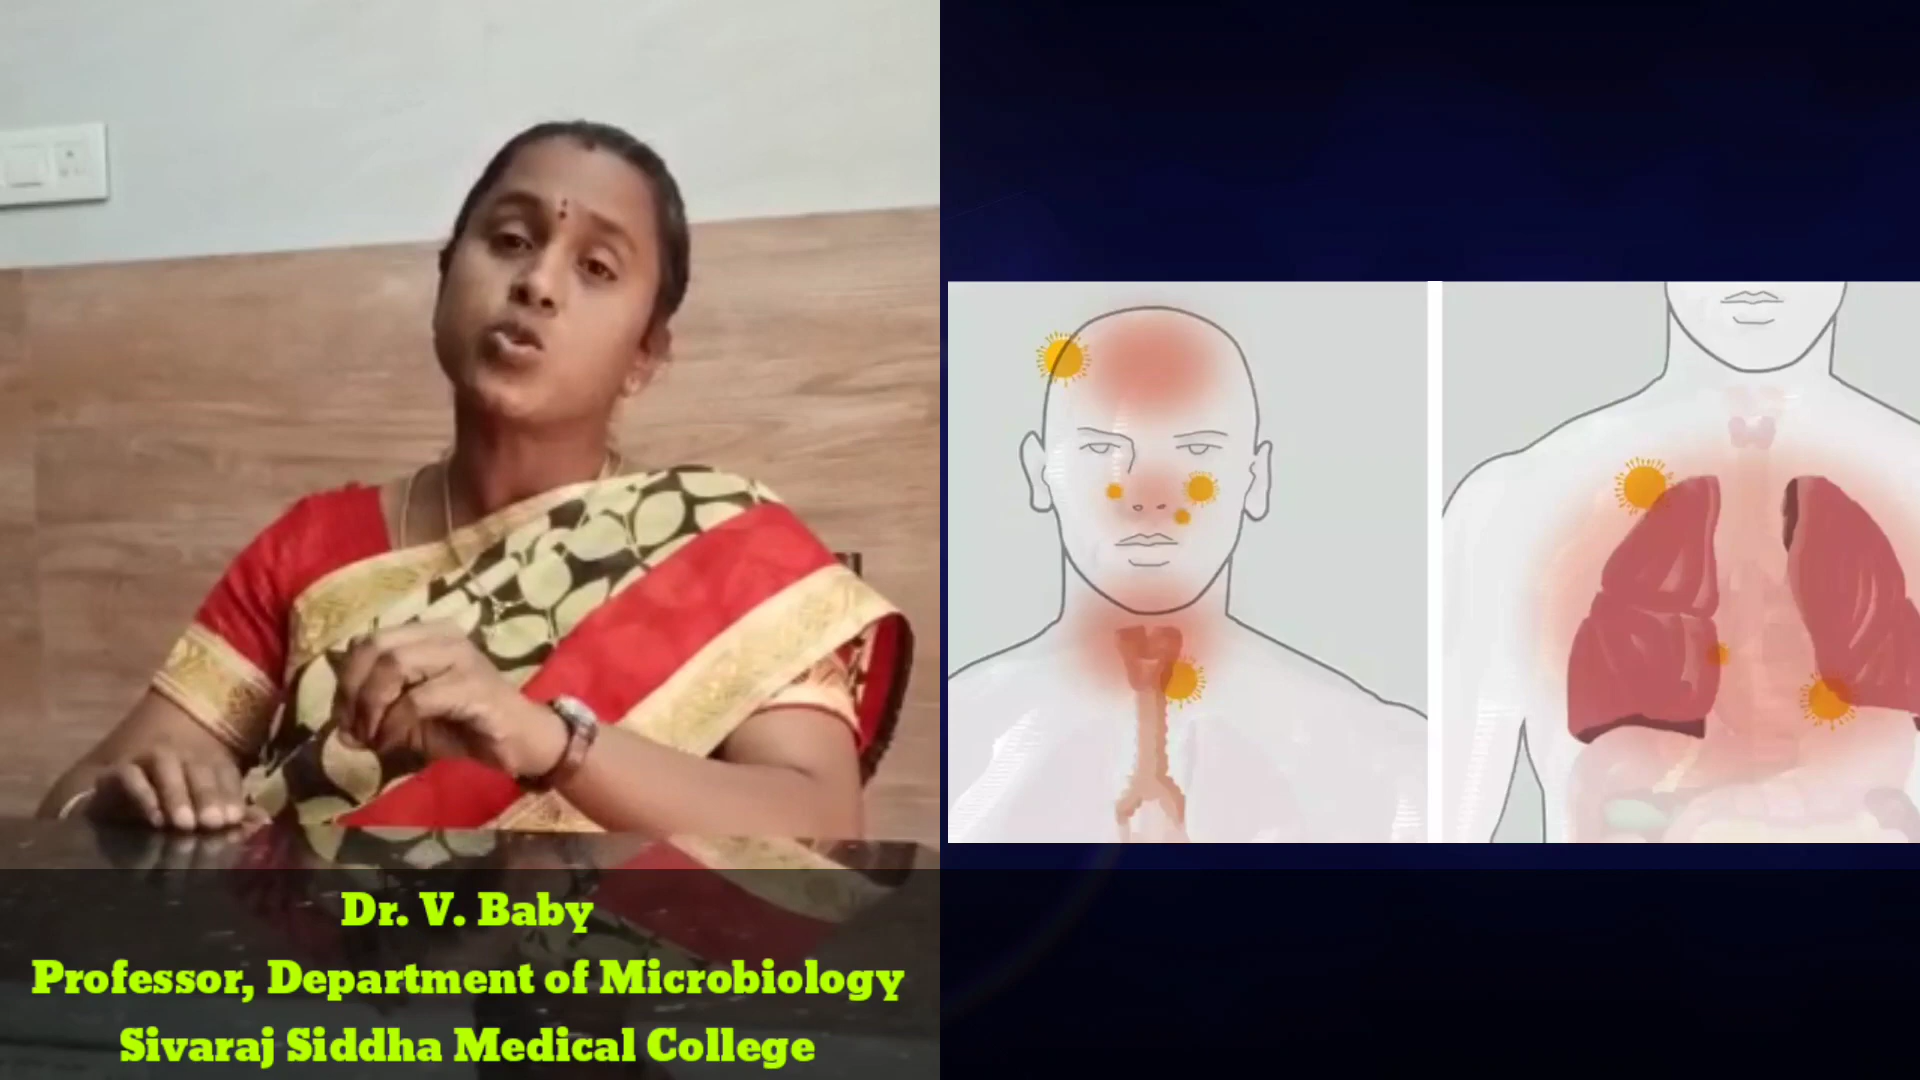 Dr. V. Baby
Professor, Department of Microbiology
Sivaraj Siddha Medical College